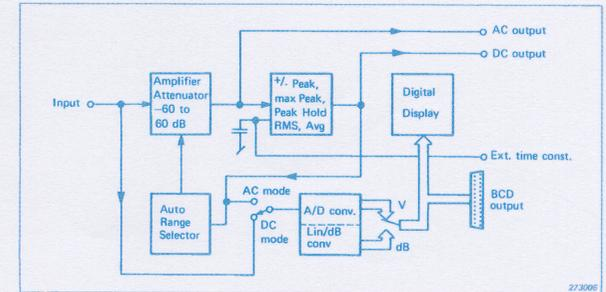 AC output
DC output
Input
Amplifier
Attenuator
–60 to
60 dB
+/- Peak,
max Peak,
Peak Hold
RMS, Avg
Digital
Display
Ext. time const.
Auto
Range
Selector
AC mode
DC
mode
A/D conv.
Lin/dB
conv
V
dB
BCD
output
273006